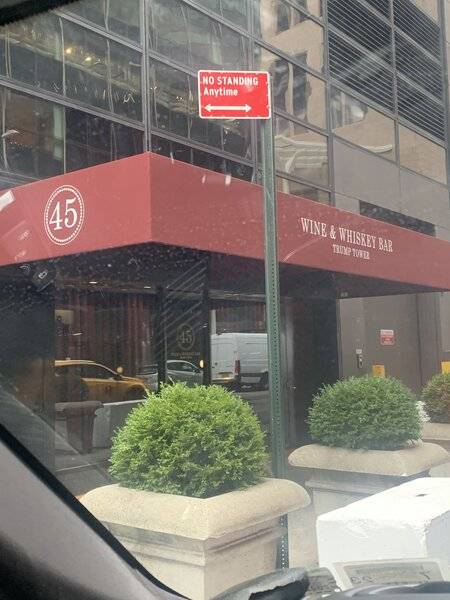 NO STANDING
Anytime
45
WINE & WHISKEY BAR
TRUMP TOWER
45